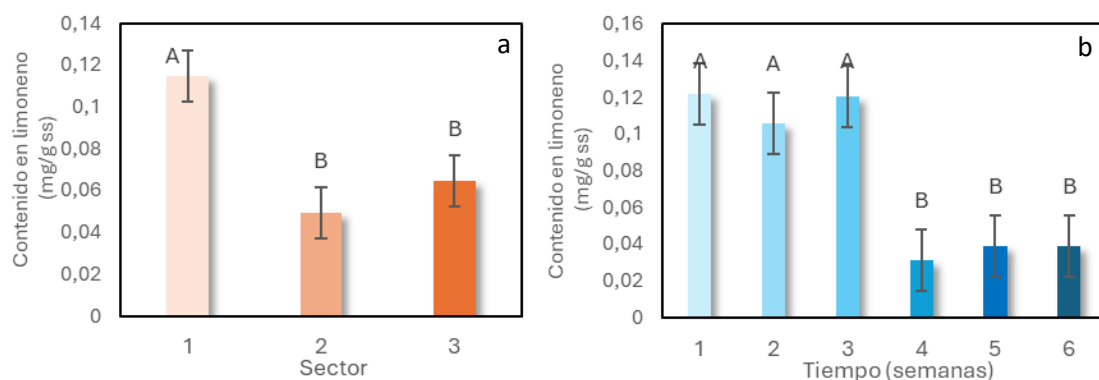 Contenido en limoneno
(mg/g ss)
0,14
0,12
0,1
0,08
0,06
0,04
0,02
0
A
B
B
a
1 2 3
Sector
Contenido en limoneno
(mg/g ss)
0,16
0,14
0,12
0,1
0,08
0,06
0,04
0,02
0
A
A
A
B
B
B
b
1 2 3 4 5 6
Tiempo (semanas)